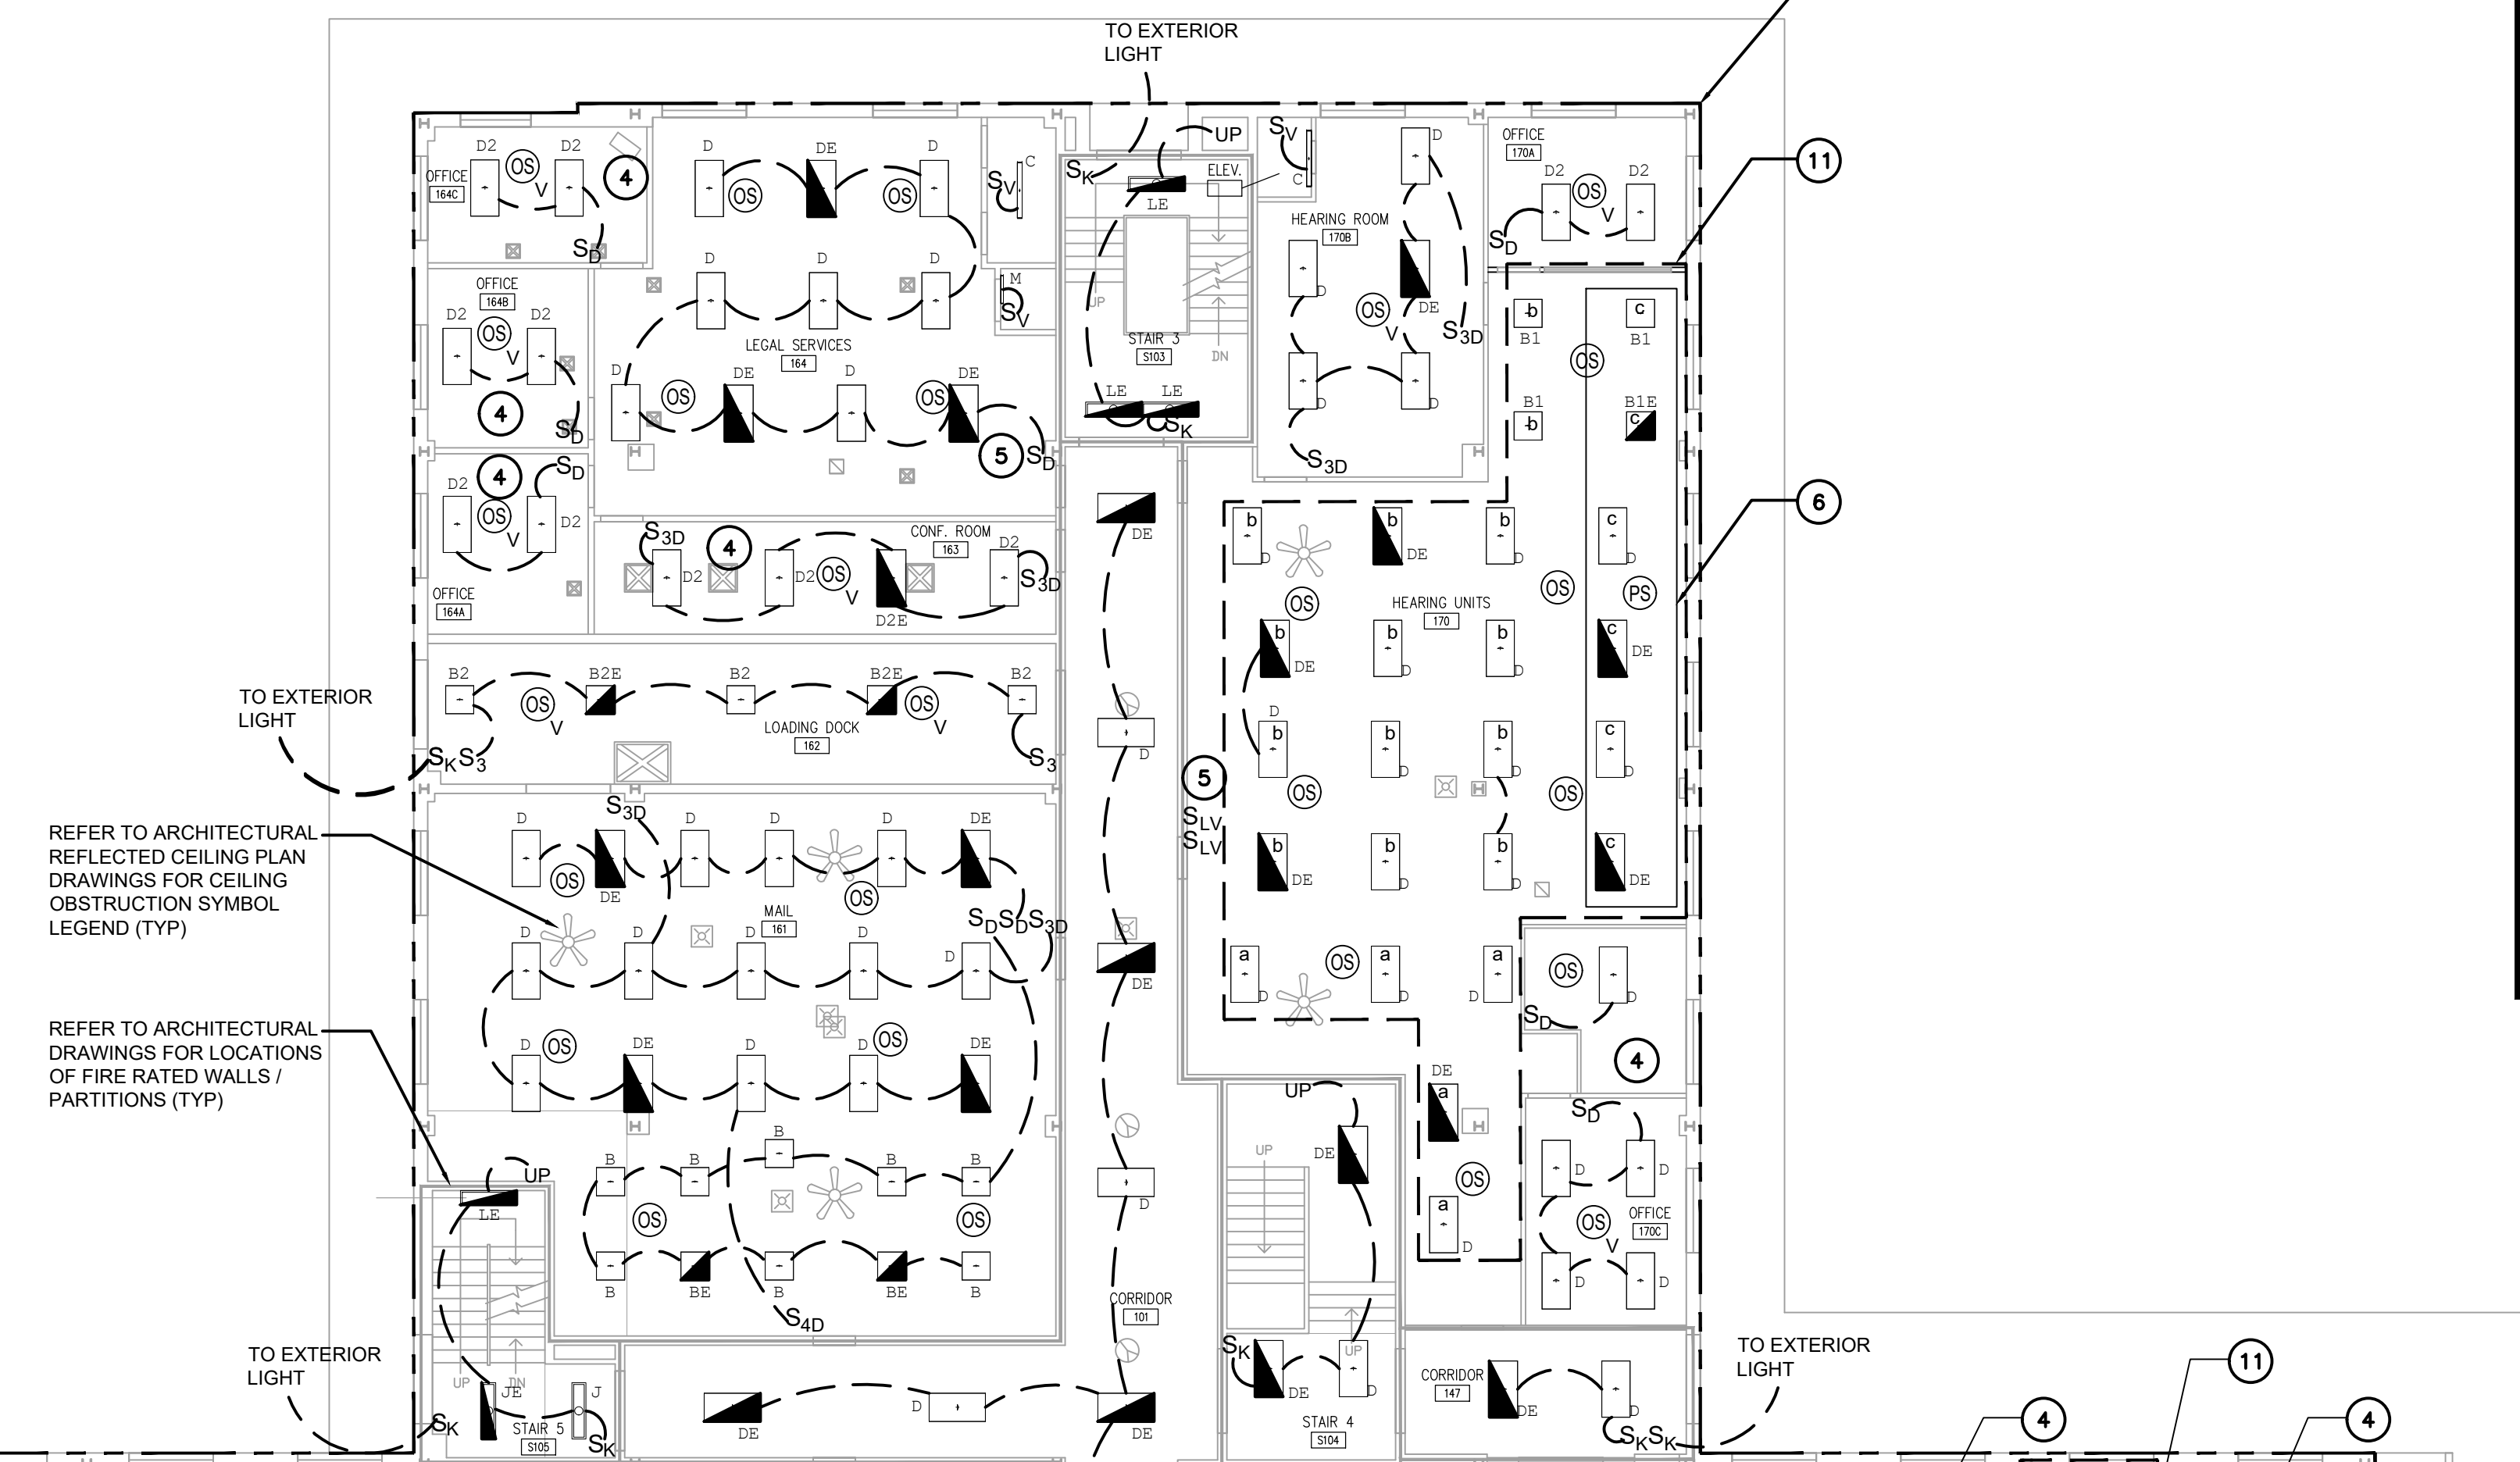 TO EXTERIOR
LIGHT
UP
SK
ELEV.
LE
UP
STAIR 3
S103
DN
LE
LE
SK
D2
D2
OS
V
4
OFFICE
164C
SD
D
DE
D
OS
OS
SV
C
D
D
D
M
SV
OFFICE
164B
D2
D2
OS
V
4
SD
LEGAL SERVICES
164
D
DE
D
DE
OS
OS
5
SD
4
SD
D2
OS
V
D2
OFFICE
164A
S3D
4
CONF. ROOM
163
D2
D2
D2
OS
V
D2E
S3D
SV
C
D
HEARING ROOM
170B
D
DE
OS
V
S3D
D
D
S3D
OFFICE
170A
D2
D2
OS
V
SD
11
b
B1
c
B1
OS
B1
b
B1E
c
6
b
D
b
DE
b
D
c
D
OS
OS
PS
HEARING UNITS
170
b
DE
b
D
b
D
c
DE
D
b
b
D
b
D
c
D
5
SLV
SLV
OS
OS
b
DE
b
D
b
D
c
DE
a
D
OS
a
D
a
D
OS
D
SD
4
DE
a
OS
a
D
SD
D
D
OS
V
OFFICE
170C
D
D
TO EXTERIOR
LIGHT
B2
B2E
B2
B2E
B2
OS
V
OS
V
LOADING DOCK
162
SK
S3
S3
REFER TO ARCHITECTURAL
REFLECTED CEILING PLAN
DRAWINGS FOR CEILING
OBSTRUCTION SYMBOL
LEGEND (TYP)
S3D
D
DE
D
D
D
DE
OS
OS
MAIL
161
SD
SD
S3D
D
D
D
D
D
REFER TO ARCHITECTURAL
DRAWINGS FOR LOCATIONS
OF FIRE RATED WALLS /
PARTITIONS (TYP)
D
DE
D
D
DE
OS
OS
B
B
B
B
B
OS
OS
B
BE
B
BE
B
S4D
DE
D
DE
D
CORRIDOR
101
DE
D
DE
UP
LE
UP
DN
JE
J
STAIR 5
S105
SK
SK
TO EXTERIOR
LIGHT
UP
DE
UP
UP
SK
DE
D
STAIR 4
S104
CORRIDOR
147
DE
D
SK
SK
TO EXTERIOR
LIGHT
11
4
4